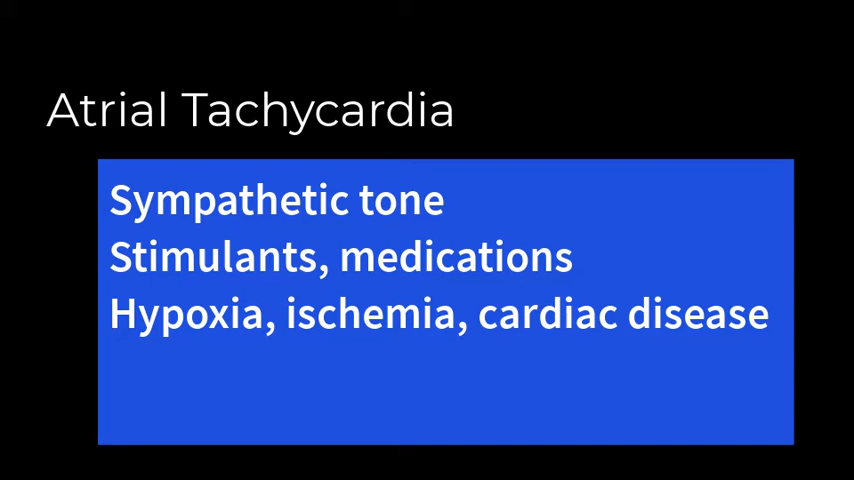 Atrial Tachycardia
Sympathetic tone
Stimulants, medications
Hypoxia, ischemia, cardiac disease